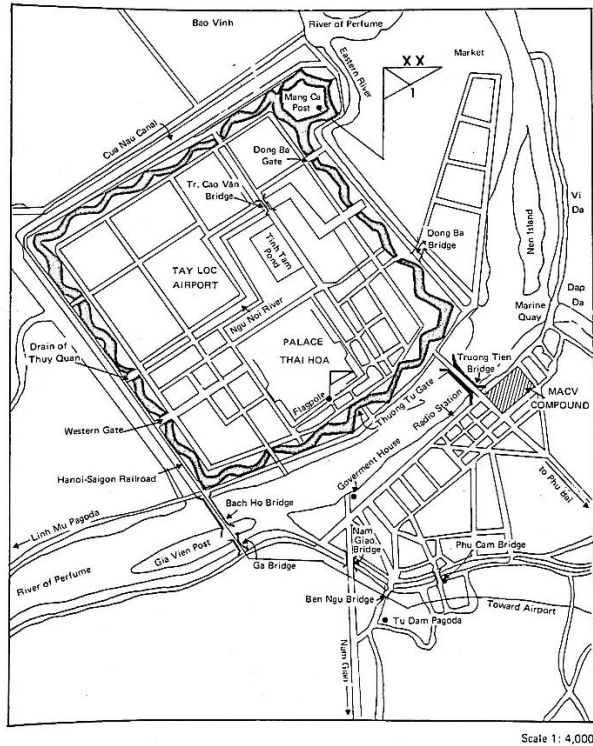 Bao Vinh
River of Perfume
Market
Eastern River
XX
1
Mang Ca
Post
Cua Nau Canal
Dong Ba
Gate
Tr. Cao Vân
Bridge
Vi
Da
Nen Island
Dong Ba
Bridge
Tinh Tam
Pond
TAY LOC
AIRPORT
Ngu Noi River
Dap
Da
Marine
Quay
Drain of
Thuy Quan
PALACE
THAI HOA
Truong Tien
Bridge
MACV
COMPOUND
Flagpole
Thuong Tu Gate
Radio Station
Western Gate
Goverment House
to Phu Bai
Hanoi-Saigon Railroad
Linh Mu Pagoda
Bach Ho Bridge
Gia Vien Post
Nam
Giao
Bridge
Phu Cam Bridge
River of Perfume
Ga Bridge
Ben Ngu Bridge
Toward Airport
Tu Dam Pagoda
Nam Giao
Scale 1: 4,000